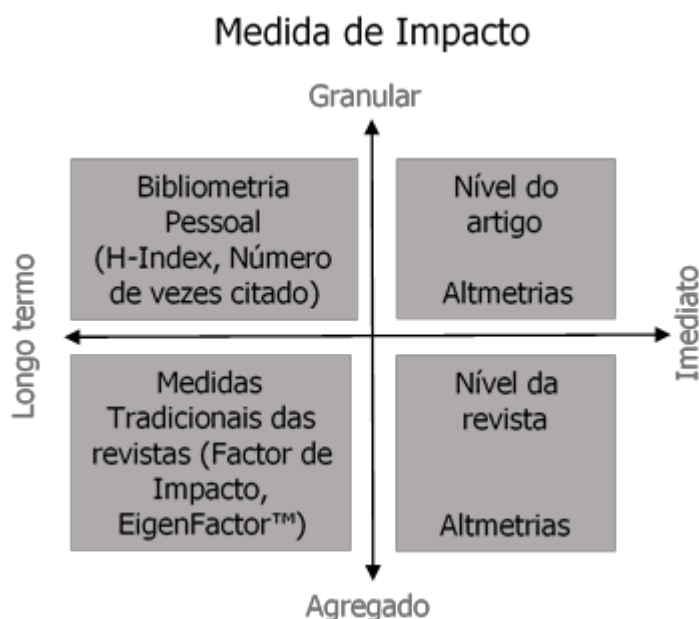 Medida de Impacto
Granular
Bibliometria
Pessoal
(H-Index, Número
de vezes citado)
Nível do
artigo
Altmetrias
Longo termo
Imediato
Medidas
Tradicionais das
revistas (Factor de
Impacto,
EigenFactor™)
Nível da
revista
Altmetrias
Agregado